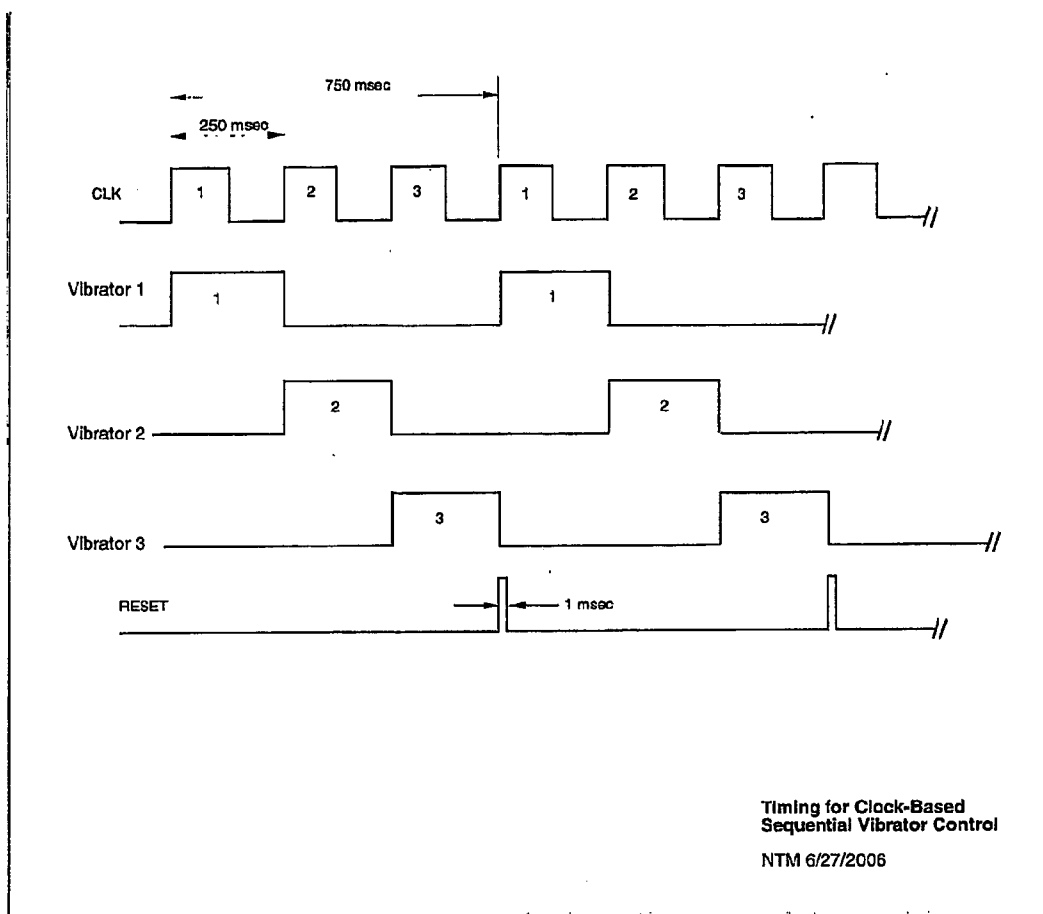 750 msec
250 msec
CLK 1 2 3 1 2 3
Vibrator 1 1 1
Vibrator 2 2 2
Vibrator 3 3 3
RESET 1 msec
Timing for Clock-Based
Sequential Vibrator Control
NTM 6/27/2006